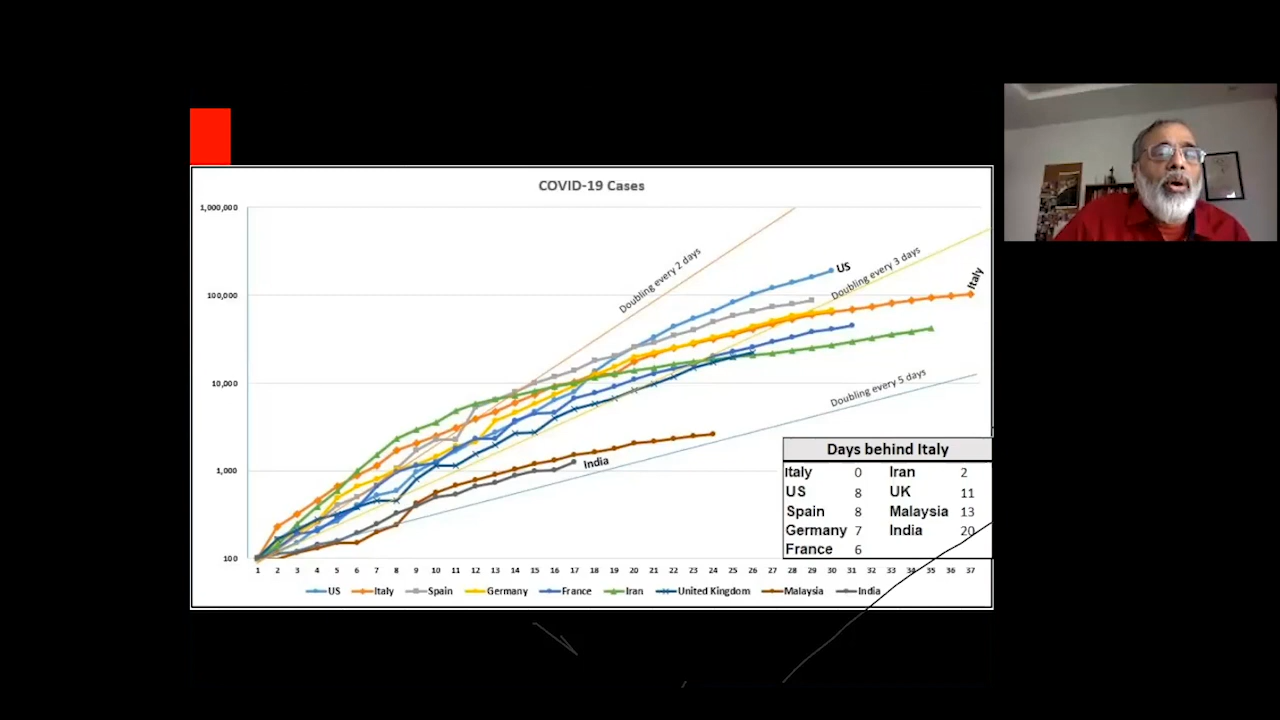 COVID-19 Cases
1,000,000
100,000
10,000
1,000
100
Doubling every 2 days
US
Doubling every 3 days
Italy
Doubling every 5 days
India
Days behind Italy
Italy 0 Iran 2
US 8 UK 11
Spain 8 Malaysia 13
Germany 7 India 20
France 6
1 2 3 4 5 6 7 8 9 10 11 12 13 14 15 16 17 18 19 20 21 22 23 24 25 26 27 28 29 30 31 32 33 34 35 36 37
US Italy Spain Germany France Iran United Kingdom Malaysia India